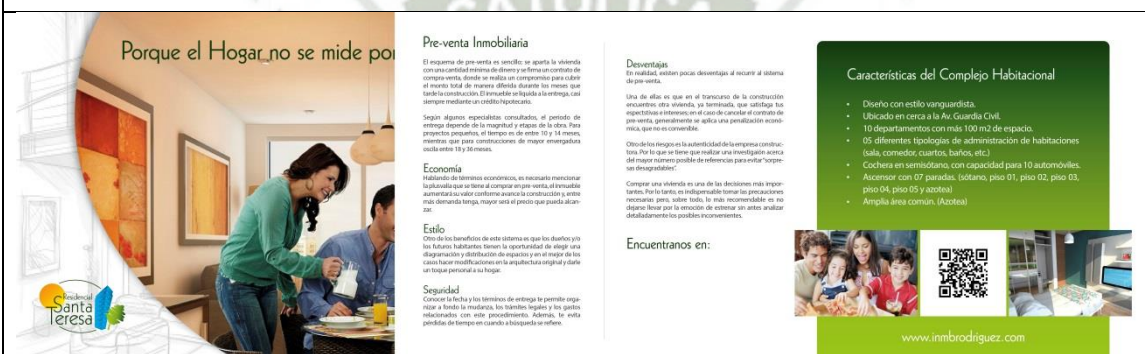 Porque el Hogar no se mide por
Residencial
Santa
Teresa
Pre-venta Inmobiliaria
El esquema de pre-venta es sencillo; se aparta la vivienda
con una cantidad mínima de dinero y se firma un contrato de
compra-venta, donde se realiza un compromiso para cubrir
el monto total de manera diferida durante los meses que
tarde la construcción. El inmueble se liquida a la entrega, casi
siempre mediante un crédito hipotecario.
Según algunos especialistas consultados, el periodo de
entrega depende de la magnitud y etapas de la obra. Para
proyectos pequeños, el tiempo es de entre 10 y 14 meses,
mientras que para construcciones de mayor envergadura
oscila entre 18 y 36 meses.
Economía
Hablando de términos económicos, es necesario mencionar
la plusvalía que se tiene al comprar en pre-venta, el inmueble
aumentará su valor conforme avance la construcción y, entre
más demanda tenga, mayor será el precio que pueda alcan-
zar.
Estilo
Otro de los beneficios de este sistema es que los dueños y/o
los futuros habitantes tienen la oportunidad de elegir una
diagramación y distribución de espacios y en el mejor de los
casos hacer modificaciones en la arquitectura original y darle
un toque personal a su hogar.
Seguridad
Conocer la fecha y los términos de entrega te permite orga-
nizar a fondo la mudanza, los trámites legales y los gastos
relacionados con este procedimiento. Además, te evita
pérdidas de tiempo en cuando a búsqueda se refiere.
Desventajas
En realidad, existen pocas desventajas al recurrir al sistema
de pre-venta.
Una de ellas es que en el transcurso de la construcción
encuentres otra vivienda, ya terminada, que satisfaga tus
expectativas e intereses; en el caso de cancelar el contrato de
pre-venta, generalmente se aplica una penalización econó-
mica, que no es convenible.
Otro de los riesgos es la autenticidad de la empresa construc-
tora. Por lo que se tiene que realizar una investigación acerca
del mayor número posible de referencias para evitar "sorpre-
sas desagradables".
Comprar una vivienda es una de las decisiones más impor-
tantes. Por lo tanto, es indispensable tomar las precauciones
necesarias pero, sobre todo, lo más recomendable es no
dejarse llevar por la emoción de estrenar sin antes analizar
detalladamente los posibles inconvenientes.
Encuentranos en:
Características del Complejo Habitacional
• Diseño con estilo vanguardista.
• Ubicado en cerca a la Av. Guardia Civil.
• 10 departamentos con más 100 m2 de espacio.
• 05 diferentes tipologías de administración de habitaciones
(sala, comedor, cuartos, baños, etc.)
• Cochera en semisótano, con capacidad para 10 automóviles.
• Ascensor con 07 paradas. (sótano, piso 01, piso 02, piso 03,
piso 04, piso 05 y azotea)
• Amplia área común. (Azotea)
www.inmbrodriguez.com